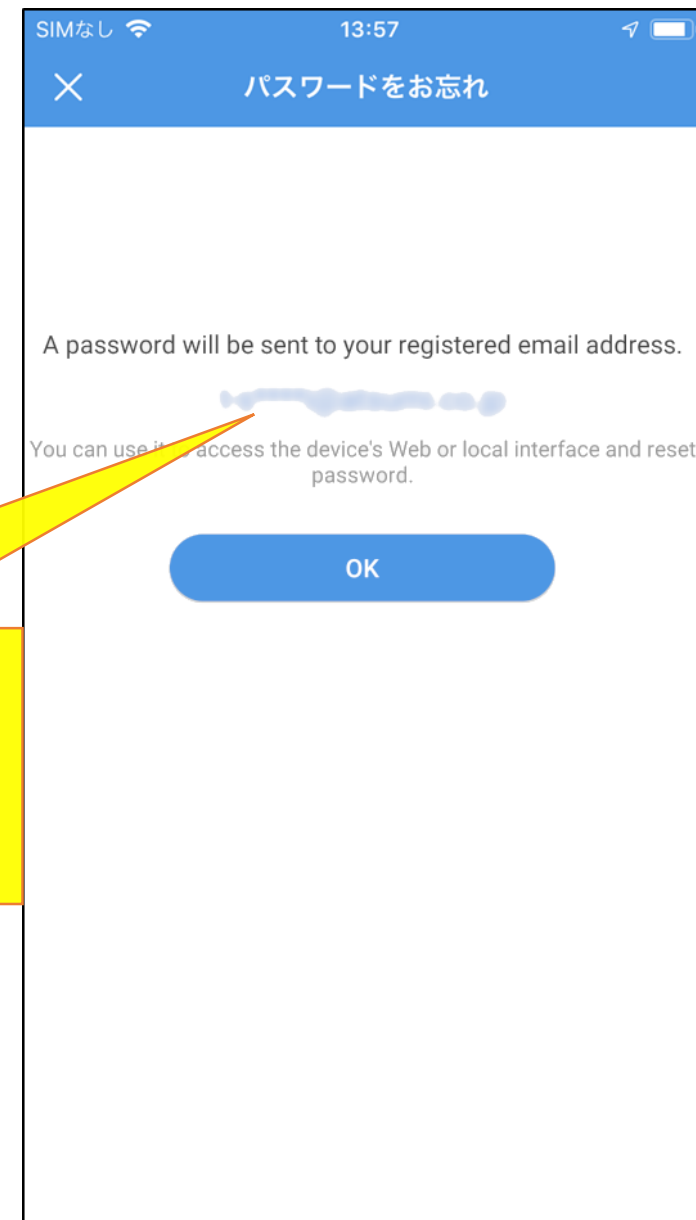 SIMなし 13:57
パスワードをお忘れ
A password will be sent to your registered email address.
You can use it to access the device's Web or local interface and reset
password.
OK